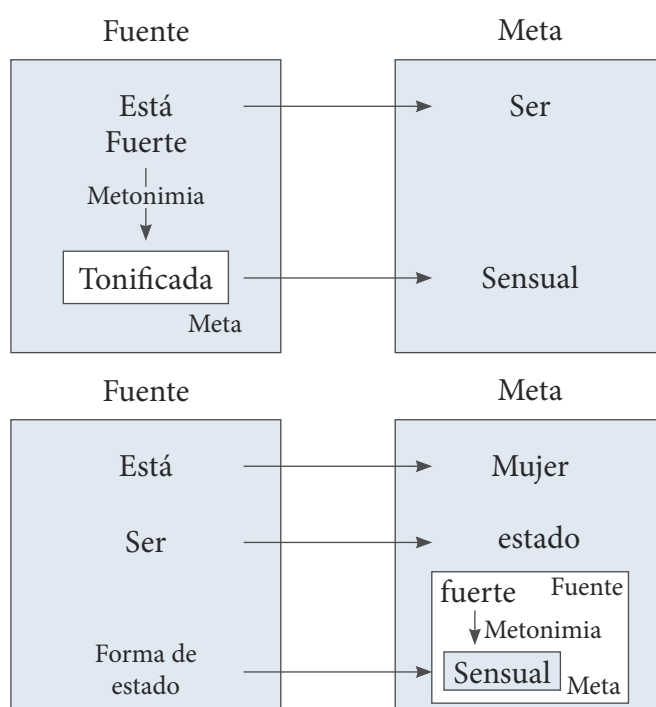 Fuente
Meta
Está
Fuerte
Ser
Metonimia
Tonificada
Sensual
Meta
Fuente
Meta
Está
Mujer
Ser
estado
fuerte
Fuente
Metonimia
Forma de
estado
Sensual
Meta